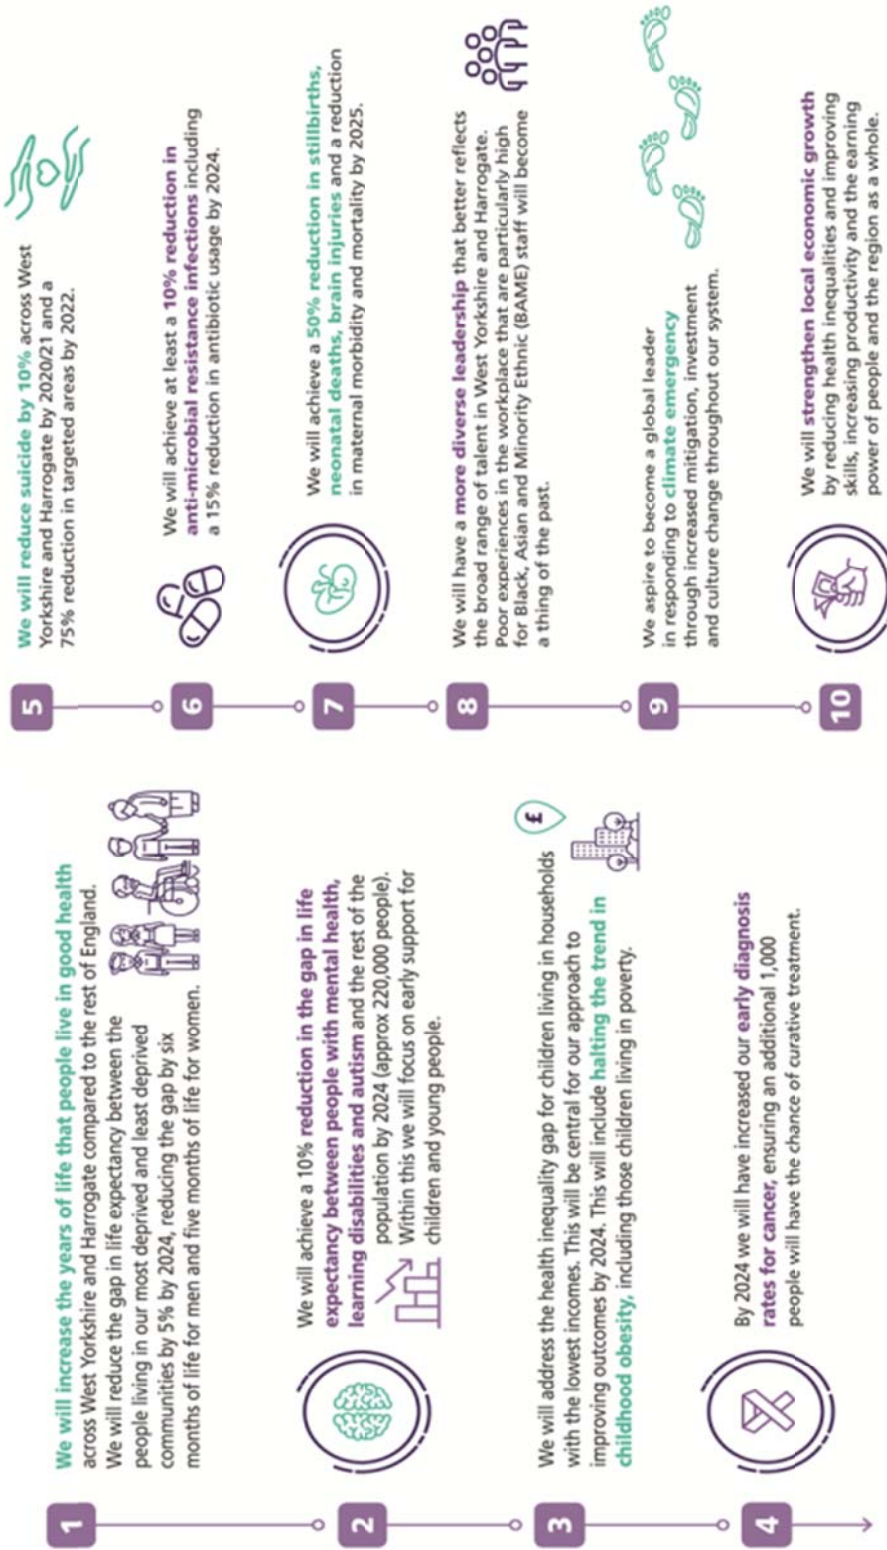 1
We will increase the years of life that people live in good health
across West Yorkshire and Harrogate compared to the rest of England.
We will reduce the gap in life expectancy between the
people living in our most deprived and least deprived
communities by 5% by 2024, reducing the gap by six
months of life for men and five months of life for women.
2
We will achieve a 10% reduction in the gap in life
expectancy between people with mental health,
learning disabilities and autism and the rest of the
population by 2024 (approx 220,000 people).
Within this we will focus on early support for
children and young people.
3
We will address the health inequality gap for children living in households
with the lowest incomes. This will be central for our approach to
improving outcomes by 2024. This will include halting the trend in
childhood obesity, including those children living in poverty.
£
4
By 2024 we will have increased our early diagnosis
rates for cancer, ensuring an additional 1,000
people will have the chance of curative treatment.
5
We will reduce suicide by 10% across West
Yorkshire and Harrogate by 2020/21 and a
75% reduction in targeted areas by 2022.
6
We will achieve at least a 10% reduction in
anti-microbial resistance infections including
a 15% reduction in antibiotic usage by 2024.
7
We will achieve a 50% reduction in stillbirths,
neonatal deaths, brain injuries and a reduction
in maternal morbidity and mortality by 2025.
8
We will have a more diverse leadership that better reflects
the broad range of talent in West Yorkshire and Harrogate.
Poor experiences in the workplace that are particularly high
for Black, Asian and Minority Ethnic (BAME) staff will become
a thing of the past.
9
We aspire to become a global leader
in responding to climate emergency
through increased mitigation, investment
and culture change throughout our system.
10
We will strengthen local economic growth
by reducing health inequalities and improving
skills, increasing productivity and the earning
power of people and the region as a whole.